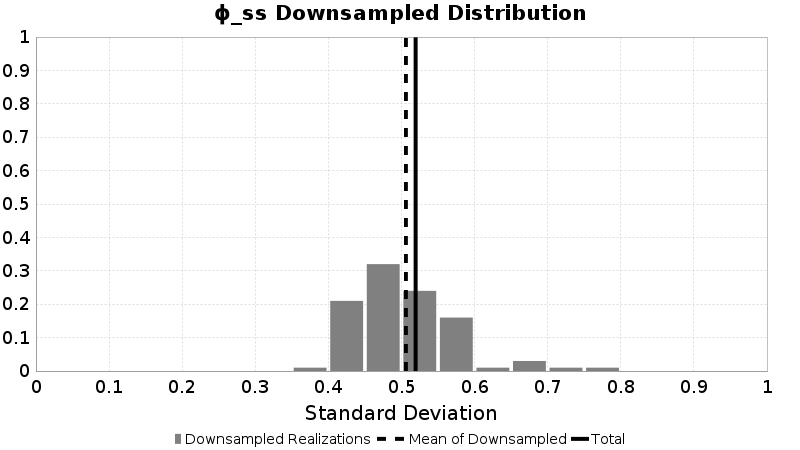 ϕ_ss Downsampled Distribution
1
0.9
0.8
0.7
0.6
0.5
0.4
0.3
0.2
0.1
0
0 0.1 0.2 0.3 0.4 0.5 0.6 0.7 0.8 0.9 1
Standard Deviation
Downsampled Realizations Mean of Downsampled Total